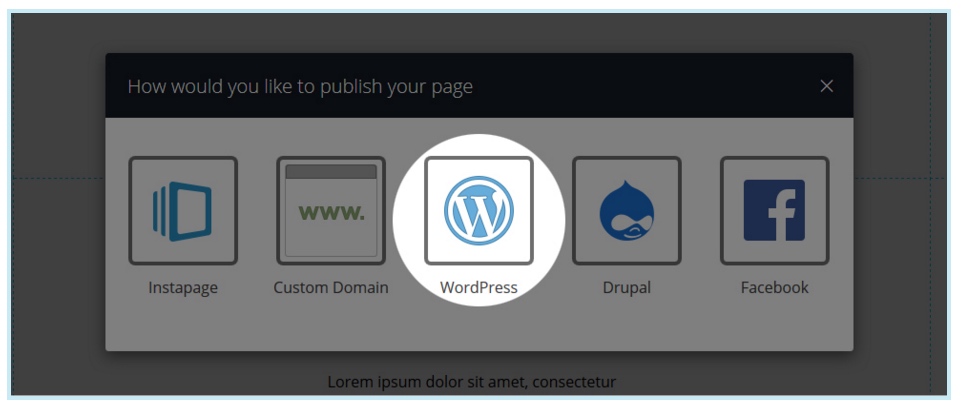 How would you like to publish your page
www.
Instapage
Custom Domain
WordPress
Drupal
Facebook
Lorem ipsum dolor sit amet, consectetur